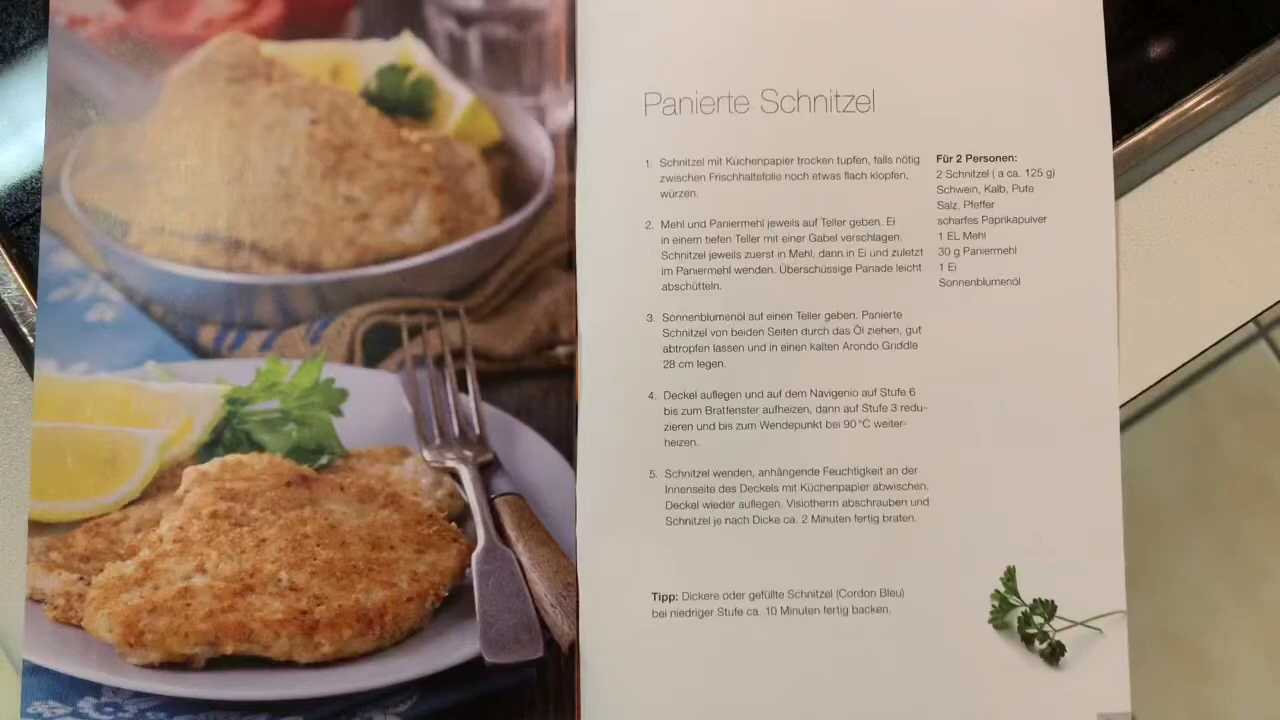 Panierte Schnitzel
1. Schnitzel mit Küchenpapier trocken tupfen, falls nötig
zwischen Frischhaltefolie noch etwas flach klopfen,
würzen.
2. Mehl und Paniermehl jeweils auf Teller geben. Ei
in einem tiefen Teller mit einer Gabel verschlagen.
Schnitzel jeweils zuerst in Mehl, dann in Ei und zuletzt
im Paniermehl wenden. Überschüssige Panade leicht
abschütteln.
3. Sonnenblumenöl auf einen Teller geben. Panierte
Schnitzel von beiden Seiten durch das Öl ziehen, gut
abtropfen lassen und in einen kalten Arondo Griddle
28 cm legen.
4. Deckel auflegen und auf dem Navigenio auf Stufe 6
bis zum Bratfenster aufheizen, dann auf Stufe 3 redu-
zieren und bis zum Wendepunkt bei 90 °C weiter-
heizen.
5. Schnitzel wenden, anhängende Feuchtigkeit an der
Innenseite des Deckels mit Küchenpapier abwischen.
Deckel wieder auflegen. Visiotherm abschrauben und
Schnitzel je nach Dicke ca. 2 Minuten fertig braten.
Tipp: Dickere oder gefüllte Schnitzel (Cordon Bleu)
bei niedriger Stufe ca. 10 Minuten fertig backen.
Für 2 Personen:
2 Schnitzel ( a ca. 125 g)
Schwein, Kalb, Pute
Salz, Pfeffer
scharfes Paprikapulver
1 EL Mehl
30 g Paniermehl
1 Ei
Sonnenblumenöl